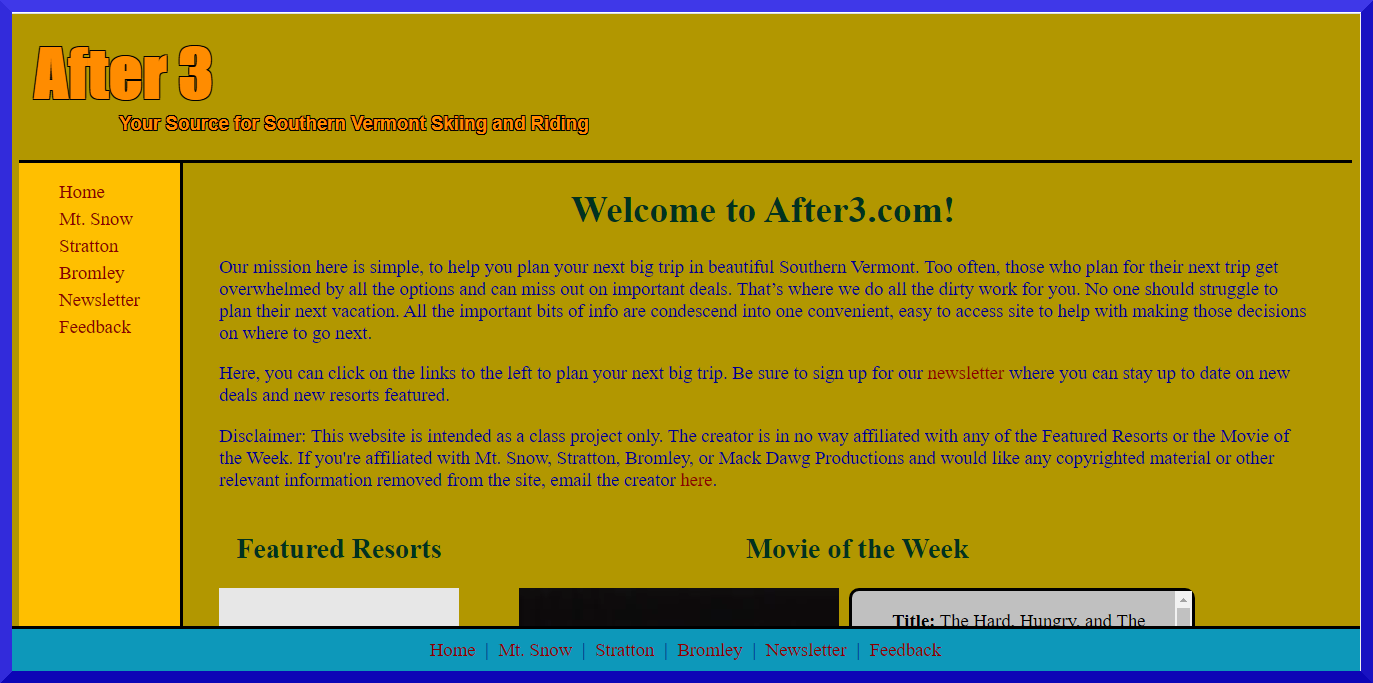 After 3
Your Source for Southern Vermont Skiing and Riding
Home
Mt. Snow
Stratton
Bromley
Newsletter
Feedback
Welcome to After3.com!
Our mission here is simple, to help you plan your next big trip in beautiful Southern Vermont. Too often, those who plan for their next trip get
overwhelmed by all the options and can miss out on important deals. That’s where we do all the dirty work for you. No one should struggle to
plan their next vacation. All the important bits of info are condescend into one convenient, easy to access site to help with making those decisions
on where to go next.
Here, you can click on the links to the left to plan your next big trip. Be sure to sign up for our newsletter where you can stay up to date on new
deals and new resorts featured.
Disclaimer: This website is intended as a class project only. The creator is in no way affiliated with any of the Featured Resorts or the Movie of
the Week. If you're affiliated with Mt. Snow, Stratton, Bromley, or Mack Dawg Productions and would like any copyrighted material or other
relevant information removed from the site, email the creator here.
Featured Resorts
Movie of the Week
Title: The Hard, Hungry, and The
Home | Mt. Snow | Stratton | Bromley | Newsletter | Feedback